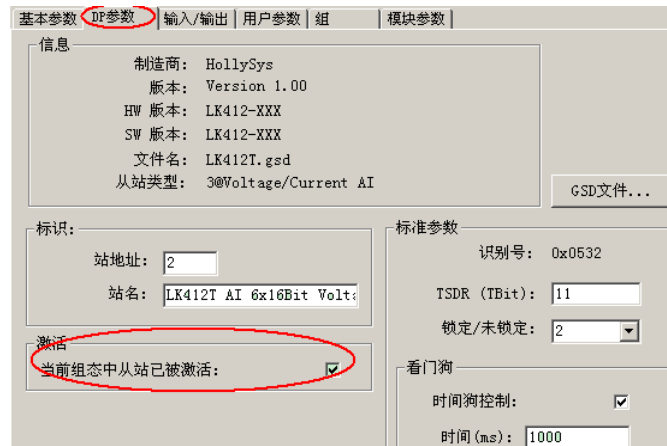 基本参数 DP参数 输入/输出 用户参数 组 模块参数
信息
制造商: HollySys
版本: Version 1.00
HW 版本: LK412-XXX
SW 版本: LK412-XXX
文件名: LK412T.gsd
从站类型: 3@Voltage/Current AI
GSD文件...
标识:
站地址: 2
站名: LK412T AI 6x16Bit Volt
激活
当前组态中从站已被激活:
标准参数
识别号: 0x0532
TSDR (TBit): 11
锁定/未锁定: 2
看门狗
时间狗控制:
时间(ms): 1000